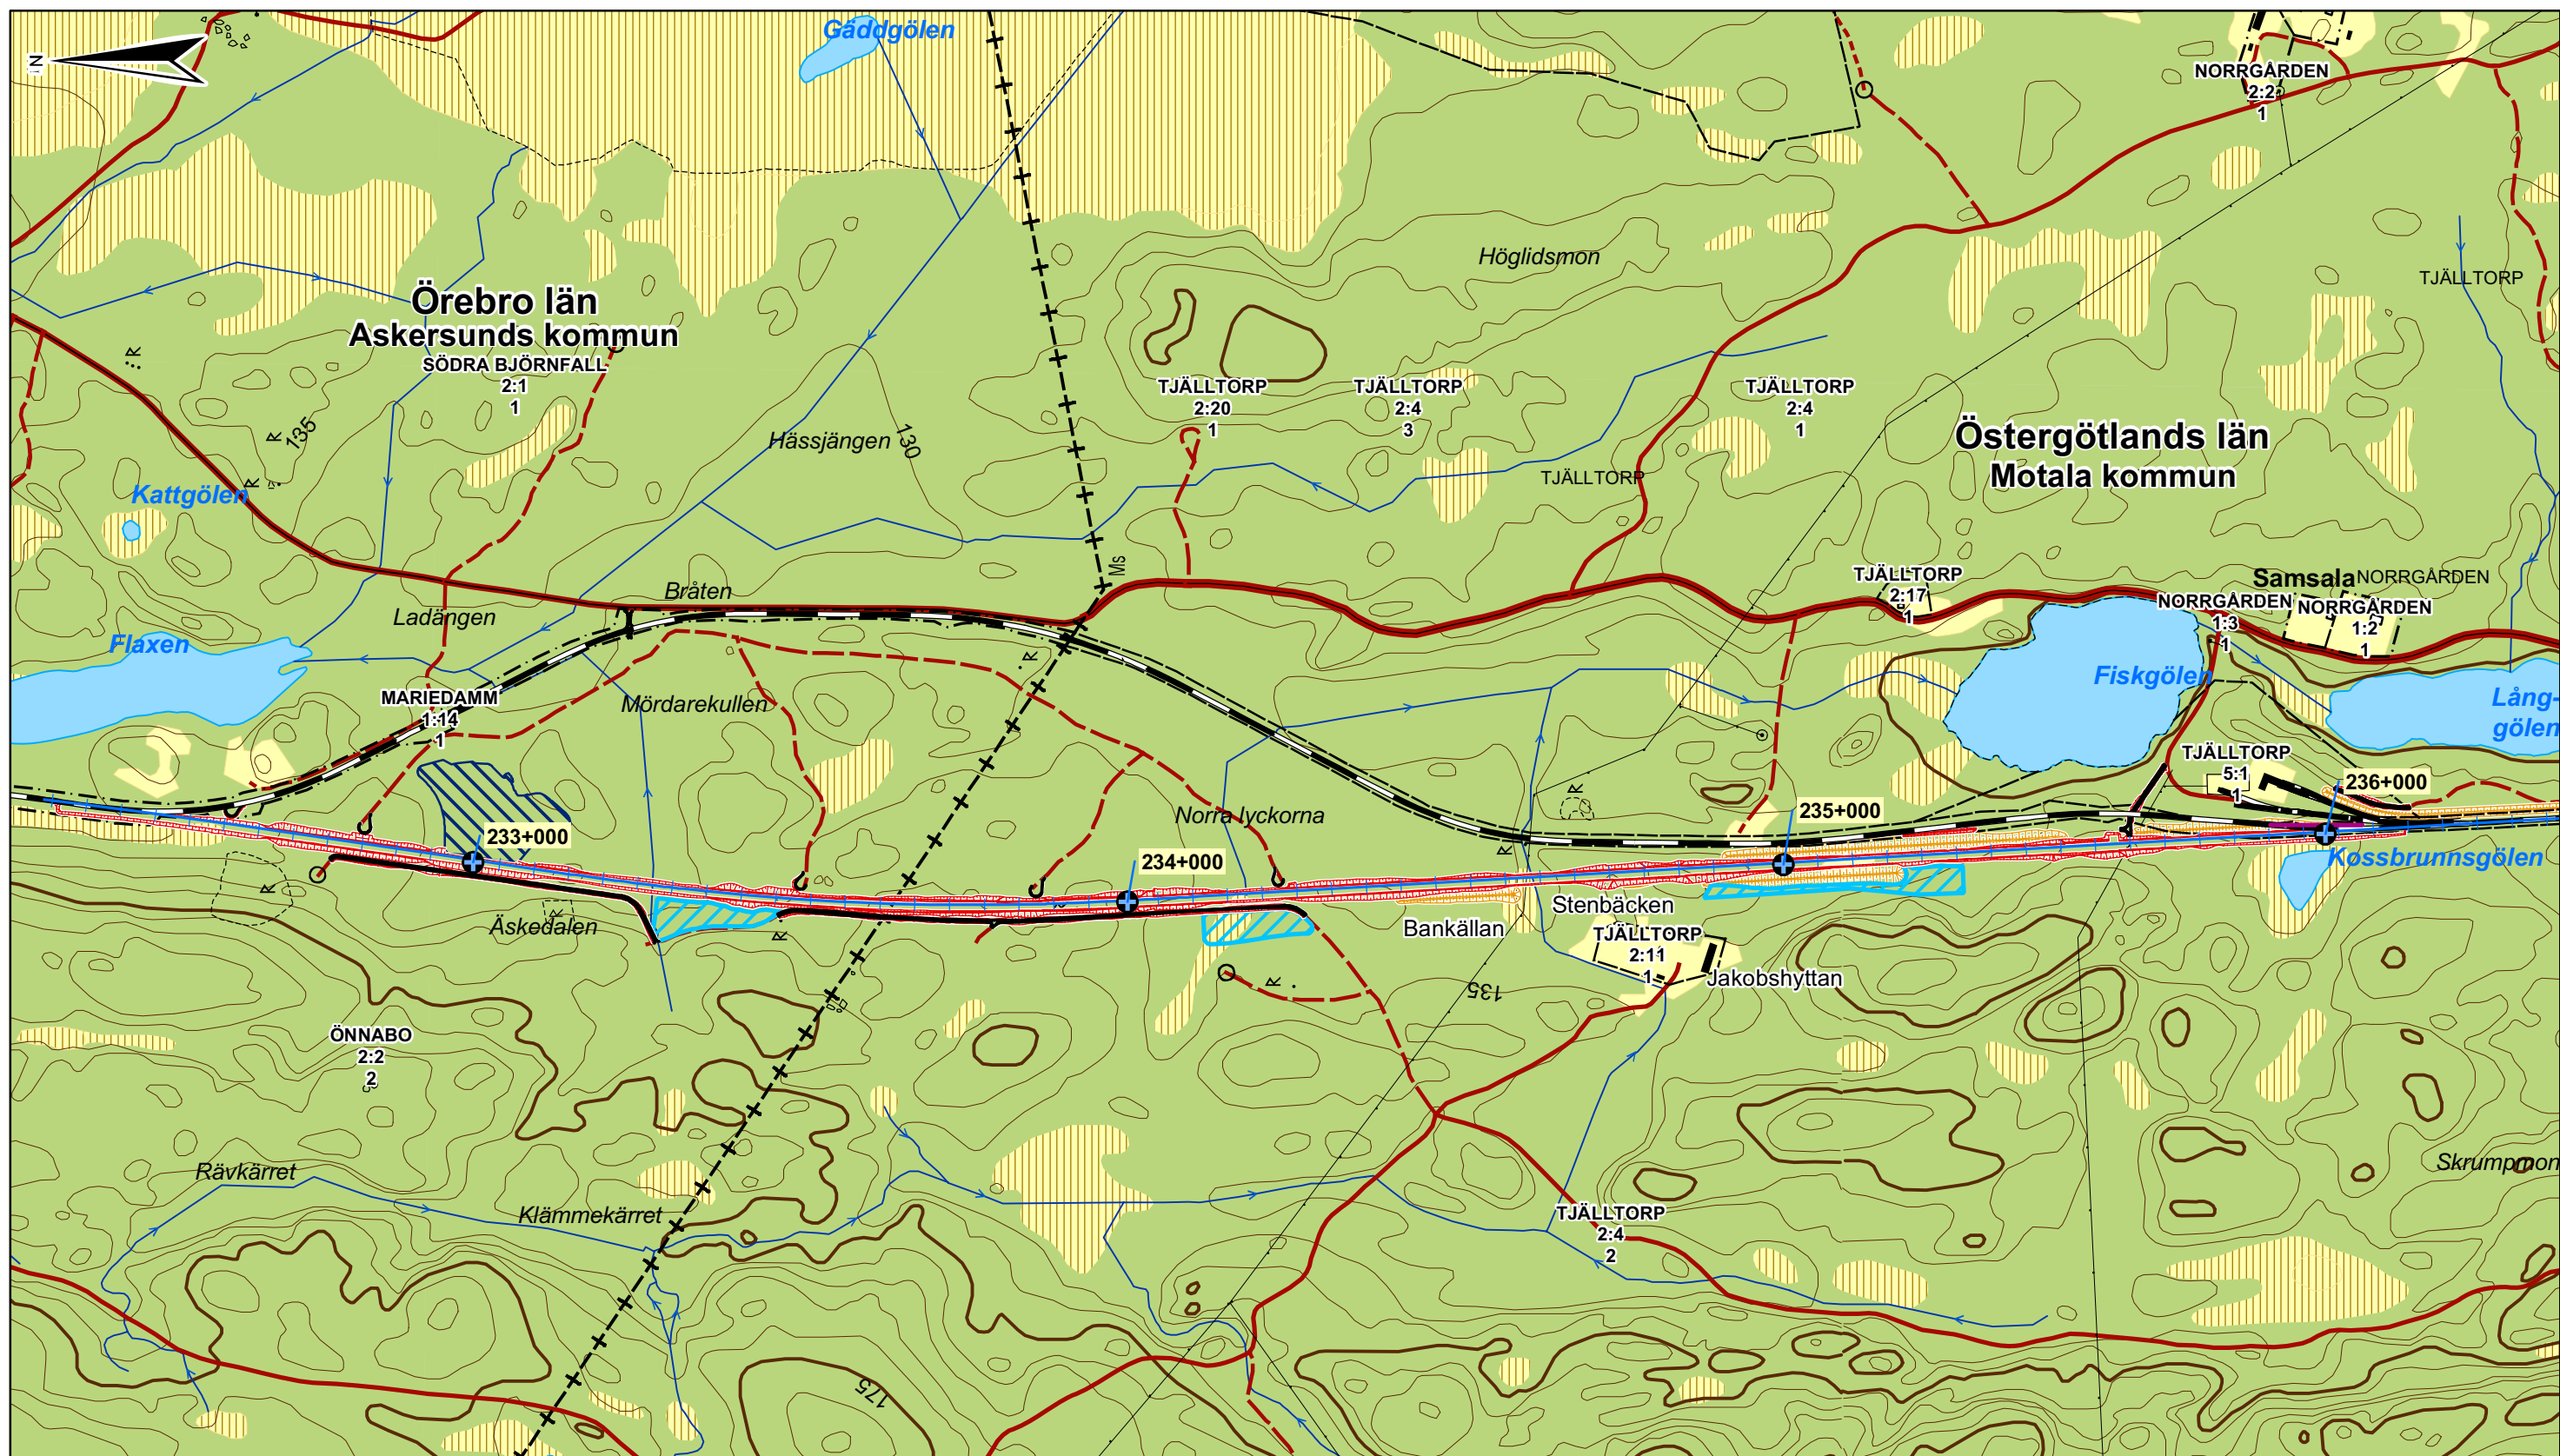 Gäddgölen
N
NORRGÅRDEN
2:2
1
Höglidsmon
TJÄLLTORP
Örebro län
Askersunds kommun
SÖDRA BJÖRNFALL
2:1
1
R
R
135
R
Kattgölen
Hässjängen
130
TJÄLLTORP
2:20
1
TJÄLLTORP
2:4
3
TJÄLLTORP
2:4
1
TJÄLLTORP
Östergötlands län
Motala kommun
Ms
Bråten
Ladängen
Flaxen
MARIEDAMM
1:14
1
Mördarekullen
R
TJÄLLTORP
2:17
1
Samsala
NORRGÅRDEN
NORRGÅRDEN
1:3
1
NORRGÅRDEN
1:2
1
Fiskgölen
Lång-
gölen
TJÄLLTORP
5:1
1
236+000
235+000
R
Norra lyckorna
R
233+000
234+000
Kossbrunnsgölen
R
R
Äskedalen
R
Stenbäcken
Bankällan
TJÄLLTORP
2:11
1
Jakobshyttan
R
135
ÖNNABO
2:2
2
Rävkärret
Klämmekärret
Skrumpmon
TJÄLLTORP
2:4
2
175